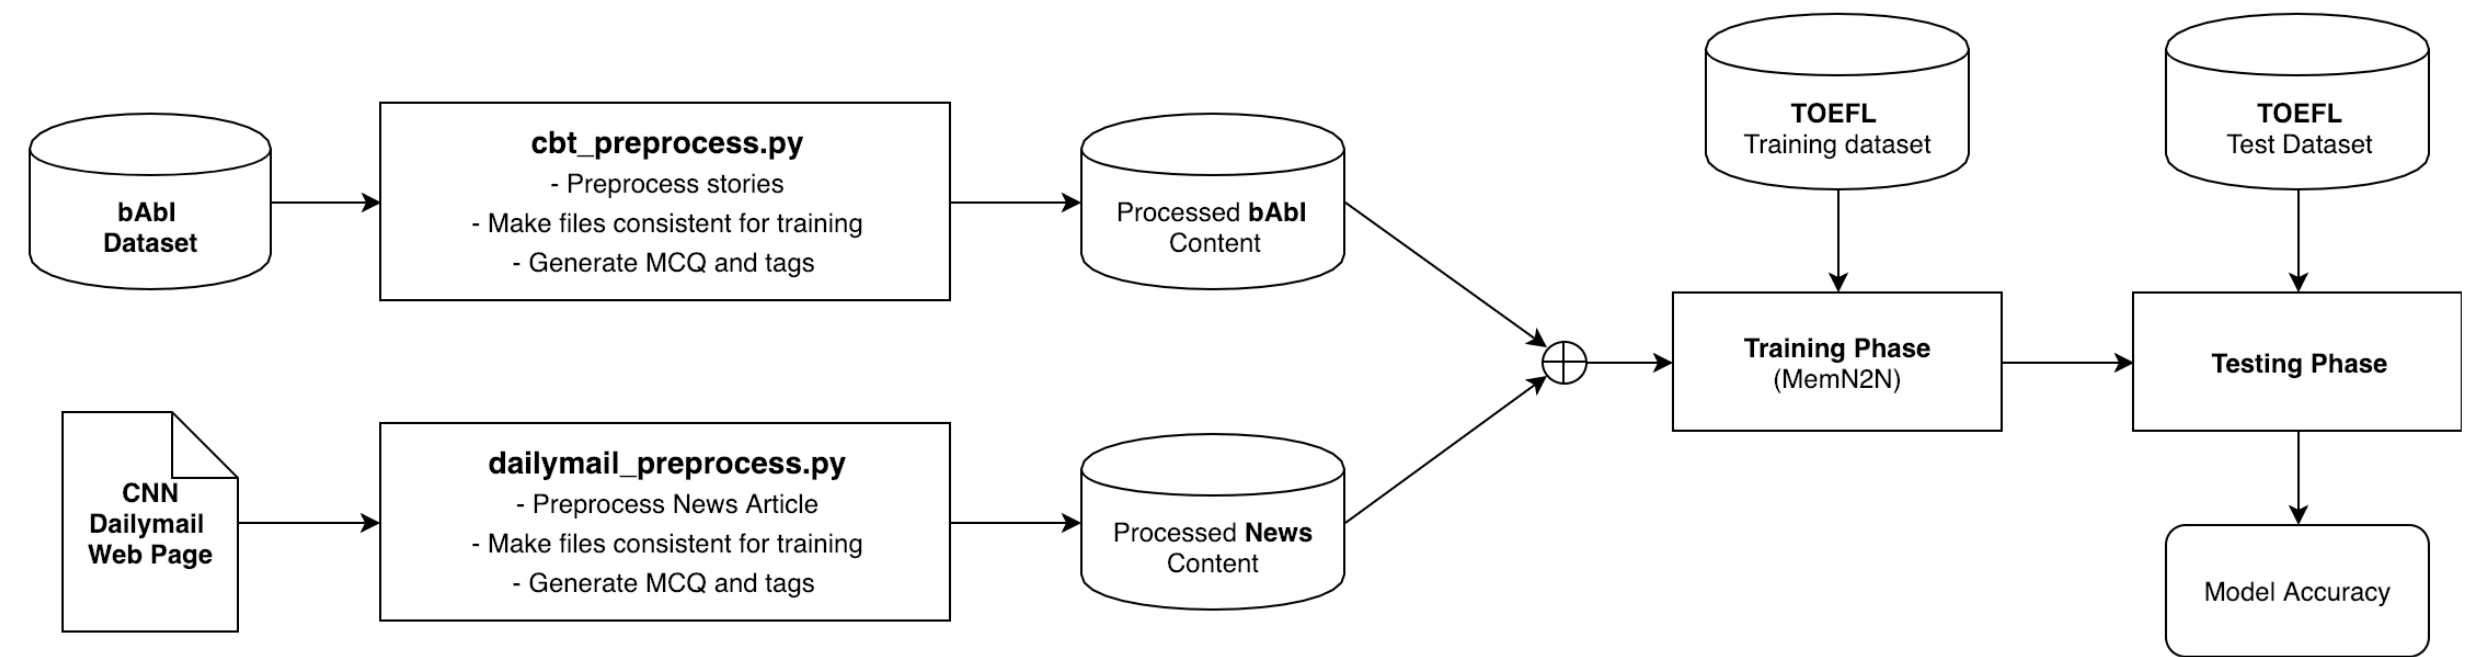 bAbI
Dataset
cbt_preprocess.py
- Preprocess stories
- Make files consistent for training
- Generate MCQ and tags
Processed bAbI
Content
CNN
Dailymail
Web Page
dailymail_preprocess.py
- Preprocess News Article
- Make files consistent for training
- Generate MCQ and tags
Processed News
Content
TOEFL
Training dataset
Training Phase
(MemN2N)
TOEFL
Test Dataset
Testing Phase
Model Accuracy